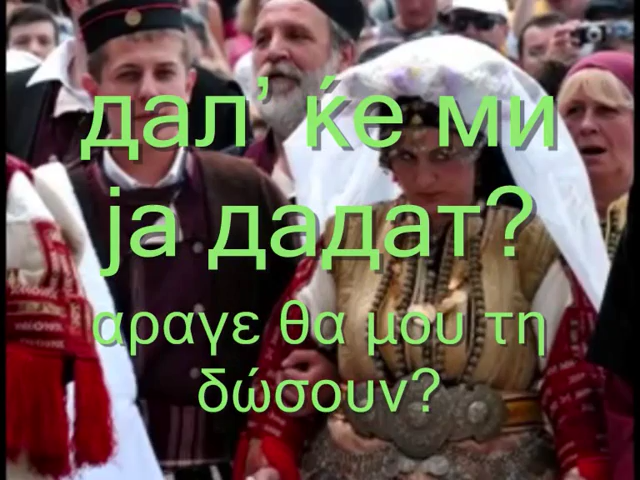 дал’ ќе ми
ја дадат?
αραγε θα μου τη
δώσουν?